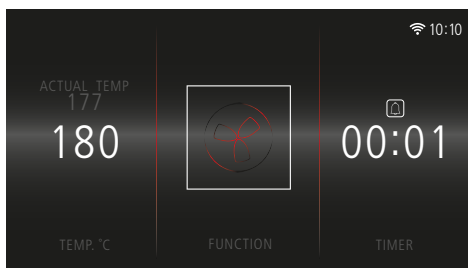 10:10
ACTUAL TEMP
177
180
00:01
TEMP. °C
FUNCTION
TIMER